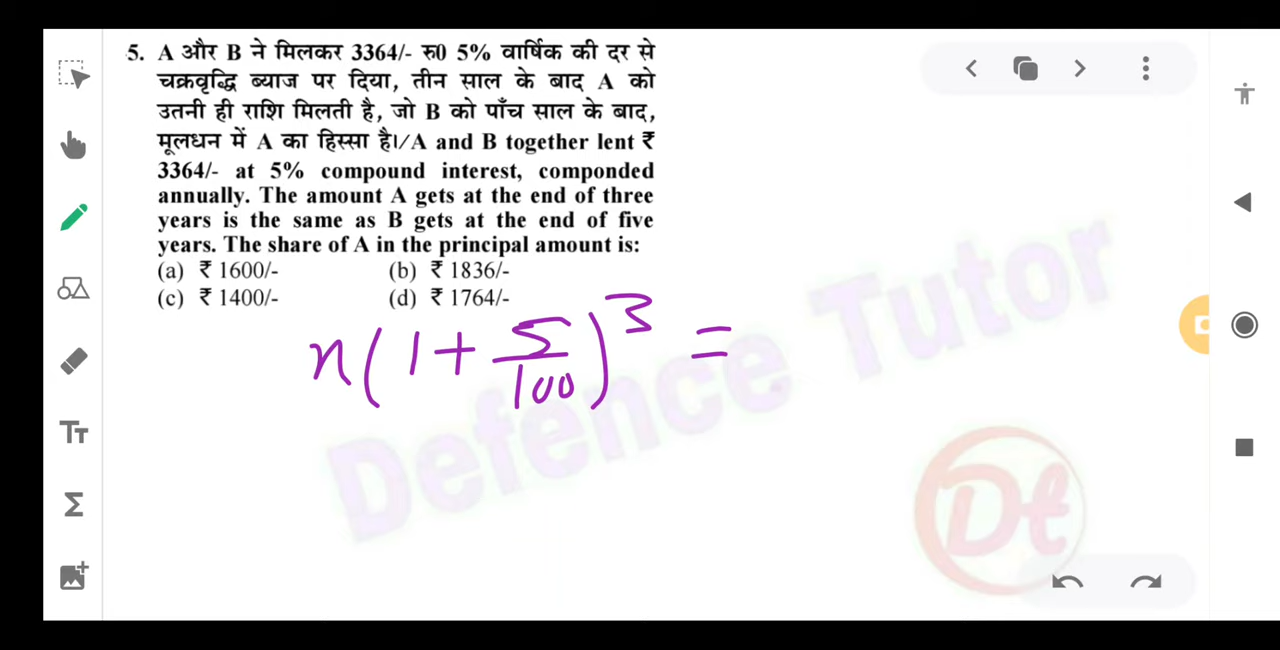 5. A और B ने मिलकर 3364/- रु0 5% वार्षिक की दर से
चक्रवृद्धि ब्याज पर दिया, तीन साल के बाद A को
उतनी ही राशि मिलती है, जो B को पाँच साल के बाद,
मूलधन में A का हिस्सा है।/A and B together lent ₹
3364/- at 5% compound interest, componded
annually. The amount A gets at the end of three
years is the same as B gets at the end of five
years. The share of A in the principal amount is:
(a) ₹ 1600/- (b) ₹ 1836/-
(c) ₹ 1400/- (d) ₹ 1764/-
x(1+5/100)^3 =
Defence Tutor
Dt
Tт
Σ